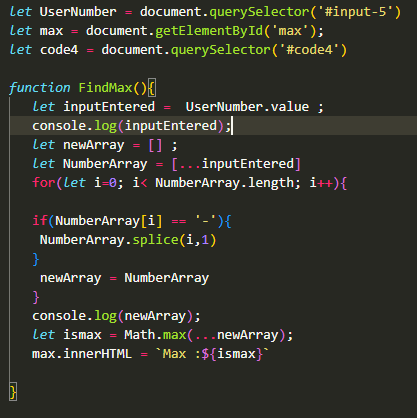 let UserNumber = document.querySelector('#input-5')
let max = document.getElementById('max');
let code4 = document.querySelector('#code4')
function FindMax(){
let inputEntered =  UserNumber.value ;
console.log(inputEntered);
let newArray = [] ;
let NumberArray = [...inputEntered]
for(let i=0; i< NumberArray.length; i++){
if(NumberArray[i] == '-'){
NumberArray.splice(i,1)
}
newArray = NumberArray
}
console.log(newArray);
let ismax = Math.max(...newArray);
max.innerHTML = `Max :${ismax}`
}